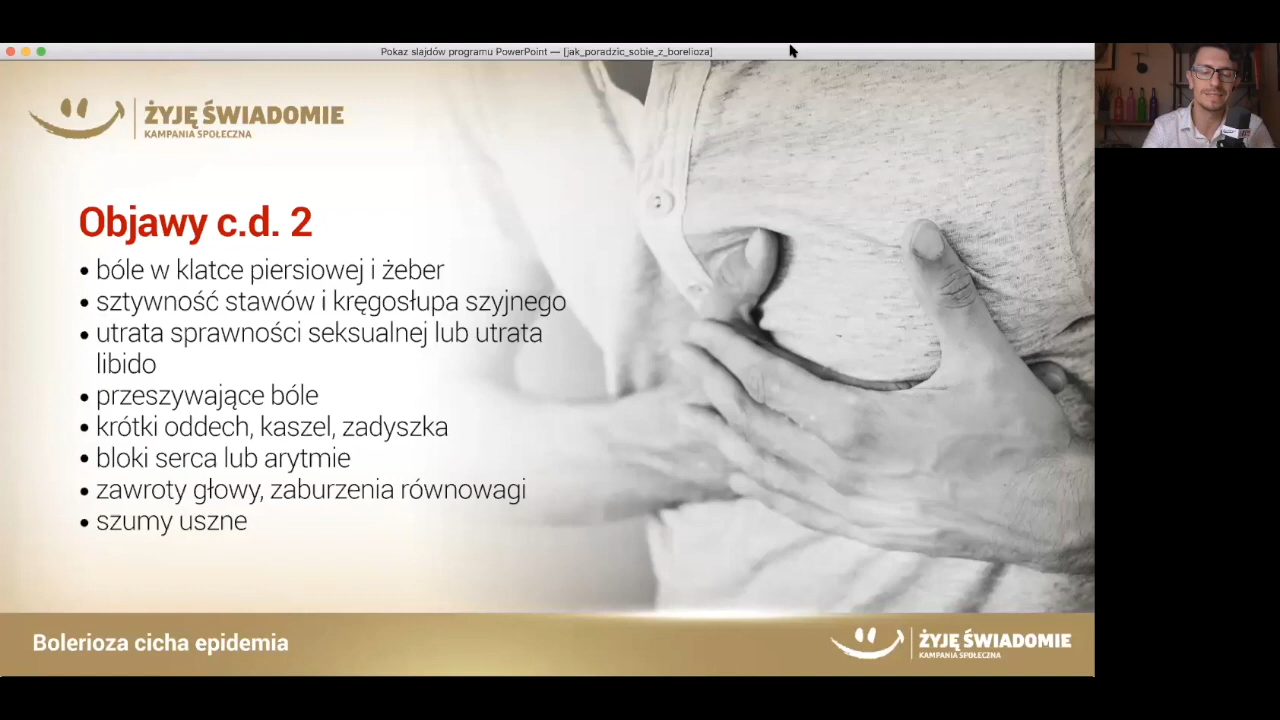 Pokaz slajdów programu PowerPoint — [jak_poradzic_sobie_z_borelioza]
ŻYJĘ ŚWIADOMIE
KAMPANIA SPOŁECZNA
Objawy c.d. 2
• bóle w klatce piersiowej i żeber
• sztywność stawów i kręgosłupa szyjnego
• utrata sprawności seksualnej lub utrata
libido
• przeszywające bóle
• krótki oddech, kaszel, zadyszka
• bloki serca lub arytmie
• zawroty głowy, zaburzenia równowagi
• szumy uszne
Bolerioza cicha epidemia
ŻYJĘ ŚWIADOMIE
KAMPANIA SPOŁECZNA